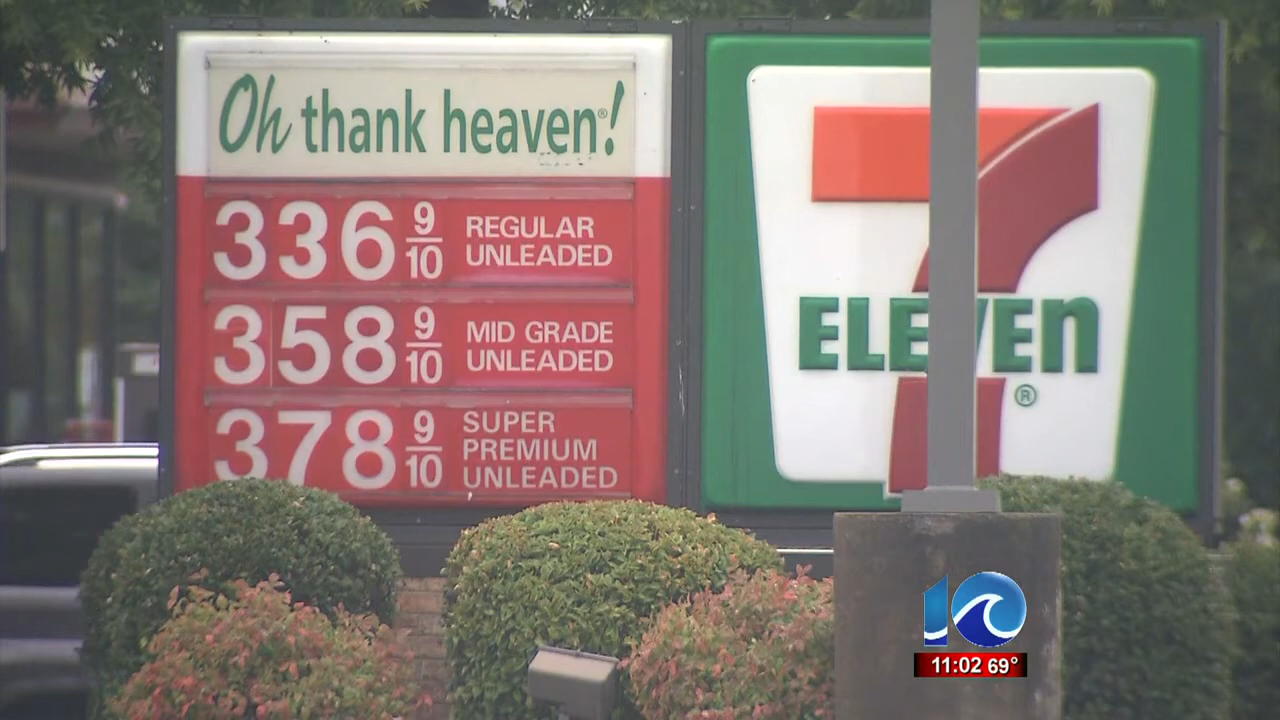 Oh thank heaven!®
336 9/10 REGULAR
UNLEADED
358 9/10 MID GRADE
UNLEADED
378 9/10 SUPER
PREMIUM
UNLEADED
7
ELEVEn
®
10
11:02 69°